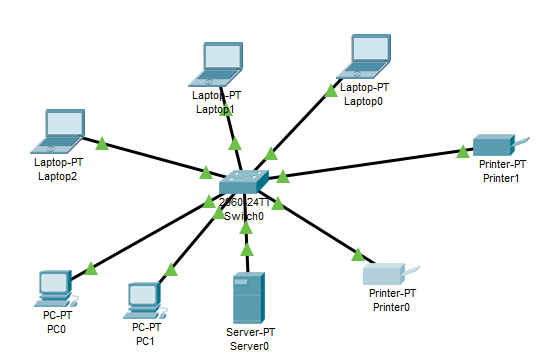 Laptop-PT
Laptop1
Laptop-PT
Laptop0
Laptop-PT
Laptop2
Printer-PT
Printer1
2960-24TT
Switch0
PC-PT
PC0
PC-PT
PC1
Server-PT
Server0
Printer-PT
Printer0